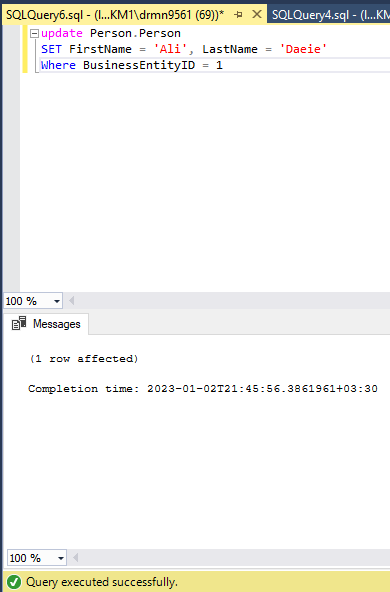 SQLQuery6.sql - (l...KM1\drmn9561 (69))*
SQLQuery4.sql - (l...KM
update Person.Person
SET FirstName = 'Ali', LastName = 'Daeie'
Where BusinessEntityID = 1
100 %
Messages
(1 row affected)
Completion time: 2023-01-02T21:45:56.3861961+03:30
100 %
Query executed successfully.